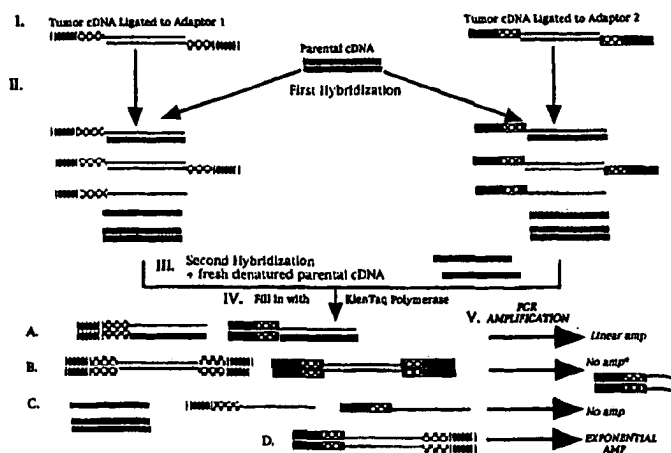 I. Tumor cDNA Ligated to Adaptor 1
Tumor cDNA Ligated to Adaptor 2
Parental cDNA
II.
First Hybridization
III. Second Hybridization
+ fresh denatured parental cDNA
IV. Fill in with KlenTaq Polymerase
V. PCR
AMPLIFICATION
A.
Linear amp
B.
No amp*
C.
No amp
D.
EXPONENTIAL
AMP